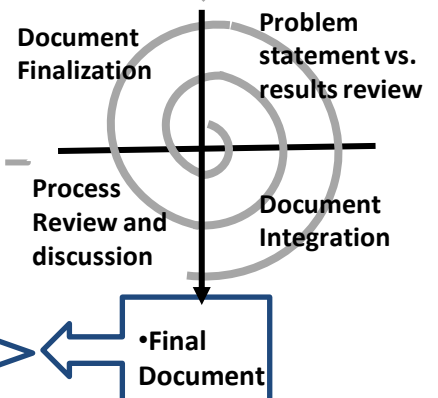 Document
Finalization
Problem
statement vs.
results review
Process
Review and
discussion
Document
Integration
•Final
Document